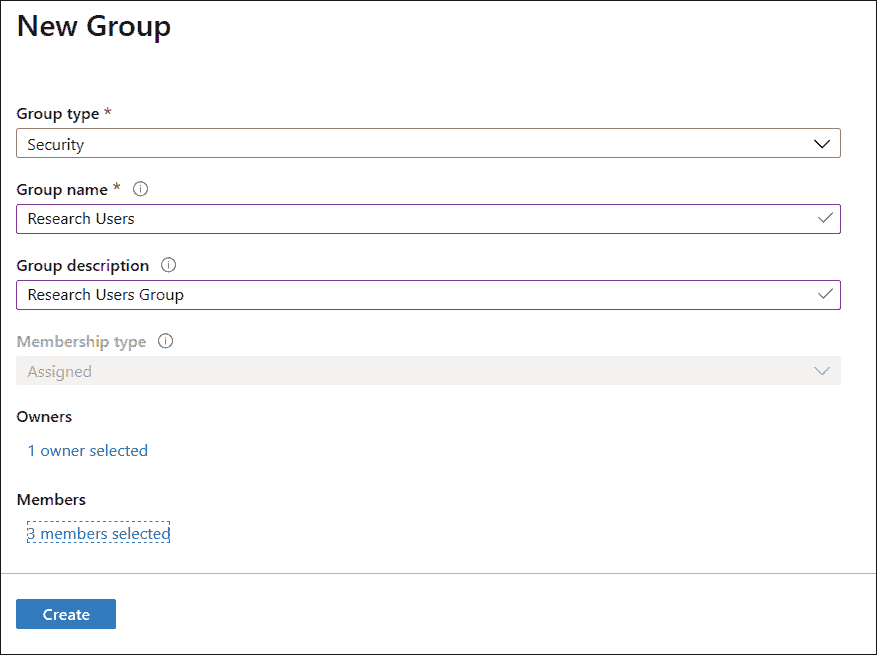 New Group
Group type *
Security
Group name *
Research Users
Group description
Research Users Group
Membership type
Assigned
Owners
1 owner selected
Members
3 members selected
Create